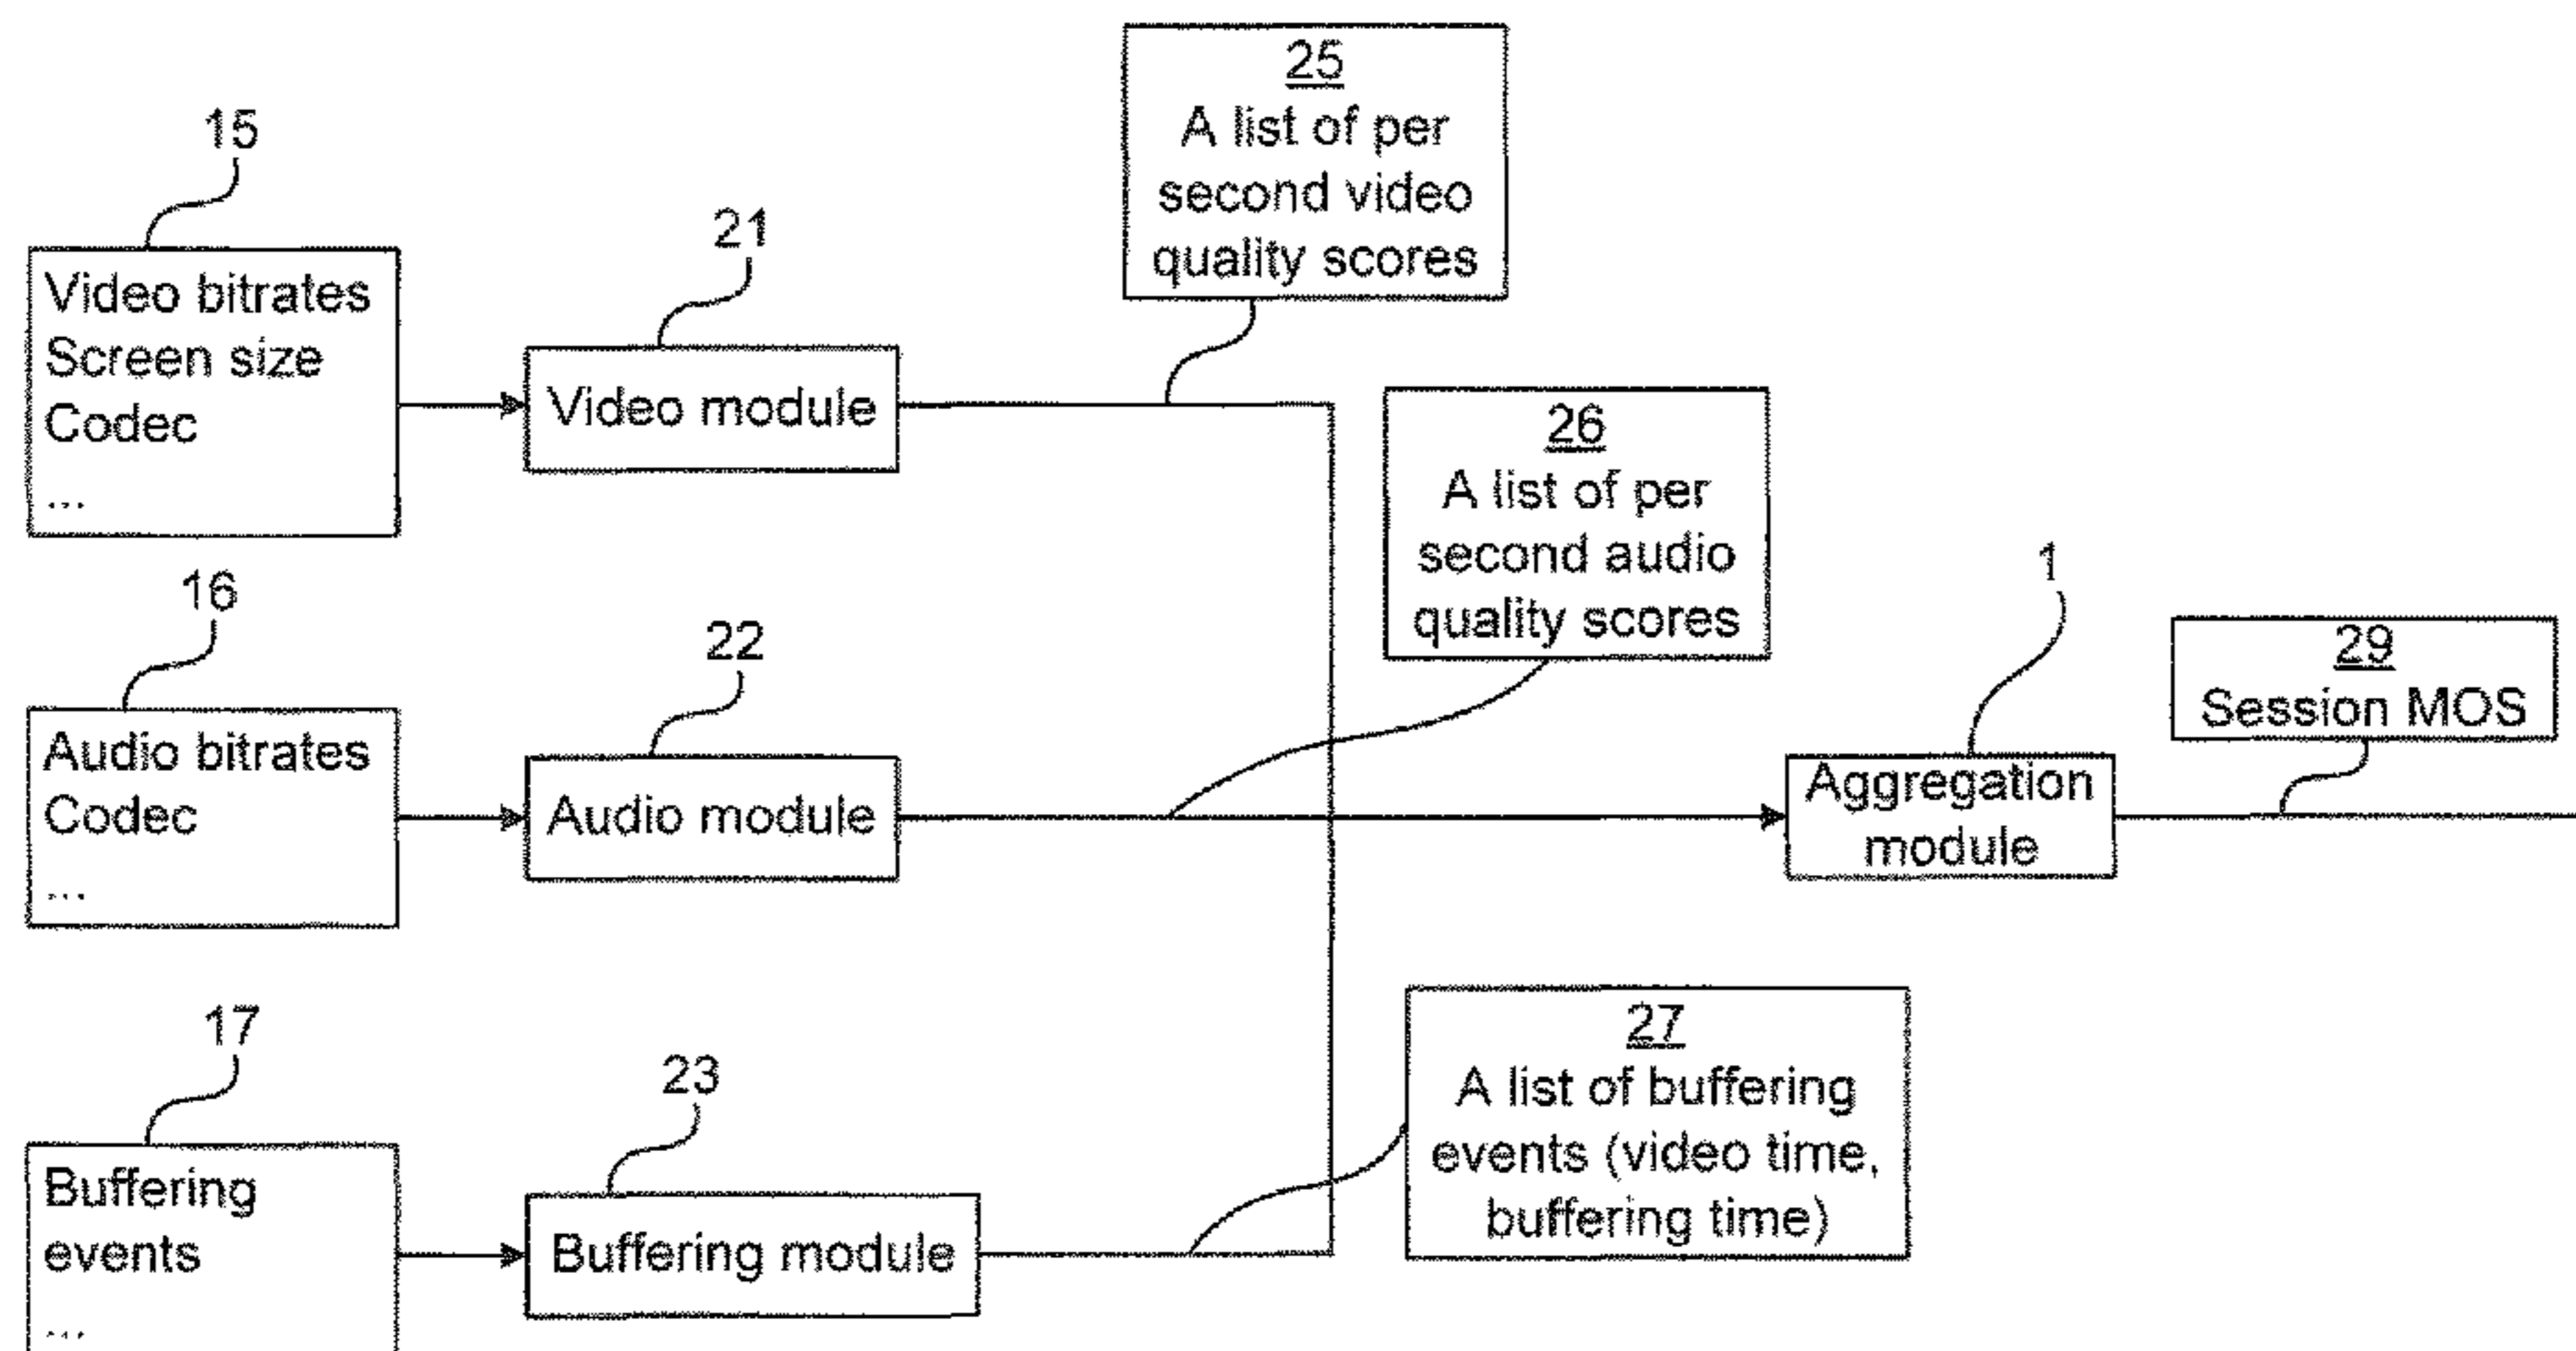 15
Video bitrates
Screen size
Codec
...
21
Video module
25
A list of per
second video
quality scores
16
Audio bitrates
Codec
...
22
Audio module
26
A list of per
second audio
quality scores
1
Aggregation
module
29
Session MOS
17
Buffering
events
...
23
Buffering module
27
A list of buffering
events (video time,
buffering time)